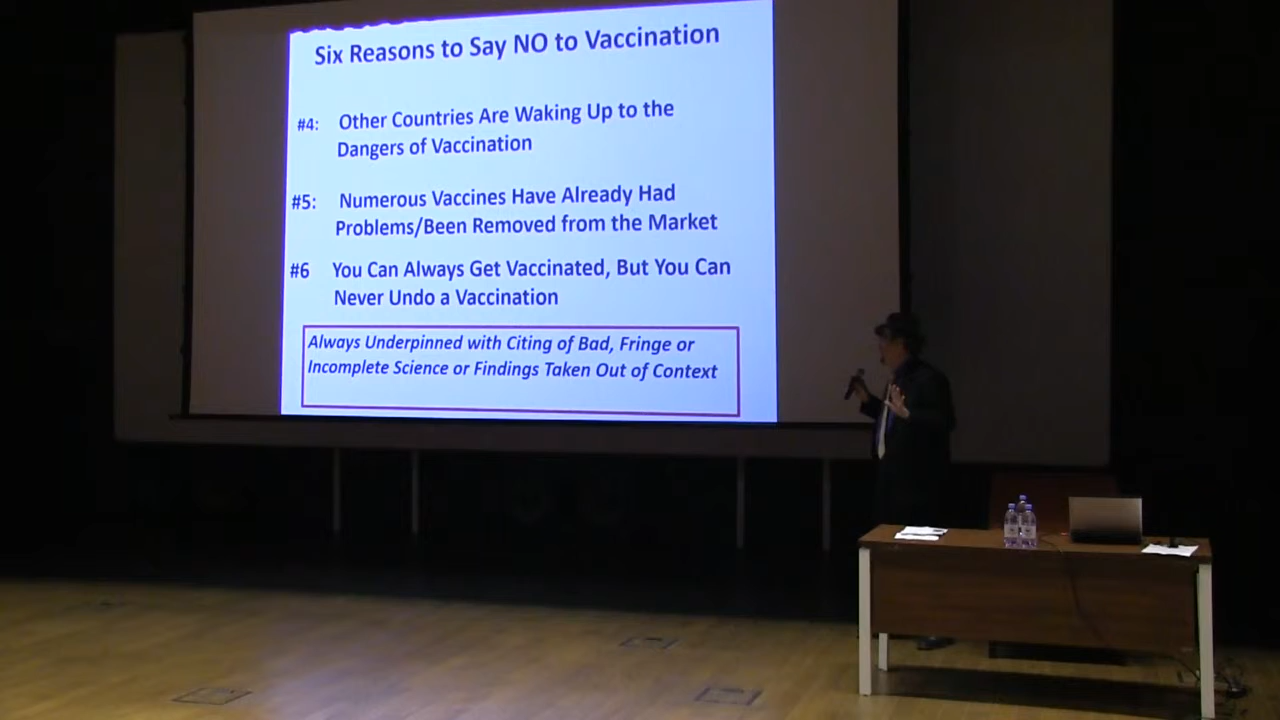 Six Reasons to Say NO to Vaccination
#4: Other Countries Are Waking Up to the
Dangers of Vaccination
#5: Numerous Vaccines Have Already Had
Problems/Been Removed from the Market
#6 You Can Always Get Vaccinated, But You Can
Never Undo a Vaccination
Always Underpinned with Citing of Bad, Fringe or
Incomplete Science or Findings Taken Out of Context